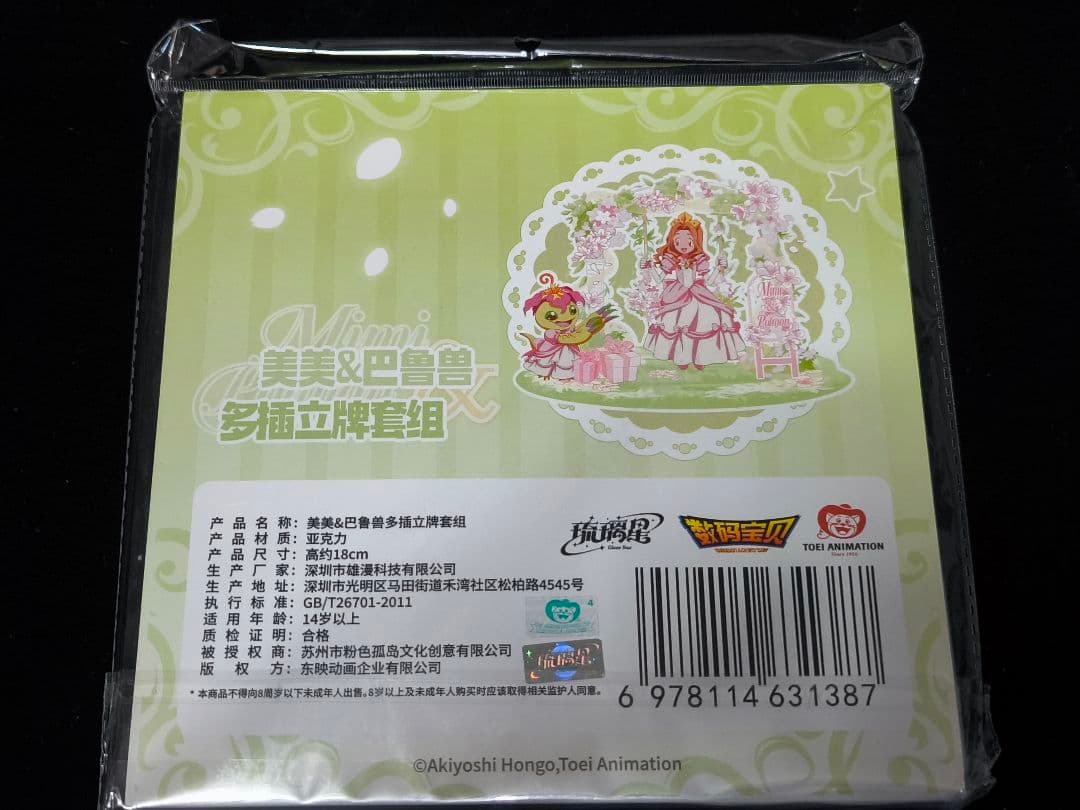 Mimi
美美&巴鲁兽
多插立牌套组
Mimi
&
Palmon
产品名称：美美&巴鲁兽多插立牌套组
产品材质：亚克力
产品尺寸：高约18cm
生产厂家：深圳市雄漫科技有限公司
生产地址：深圳市光明区马田街道禾湾社区松柏路4545号
执行标准：GB/T26701-2011
适用年龄：14岁以上
质检证明：合格
被授权商：苏州市粉色孤岛文化创意有限公司
版权方：东映动画企业有限公司
*本商品不得向8周岁以下未成年人出售。8岁以上及未成年人购买时应该取得相关监护人同意。
琉璃星
数码宝贝
TOEI ANIMATION
Since 1956
4
琉璃星
6 978114 631387
©Akiyoshi Hongo,Toei Animation